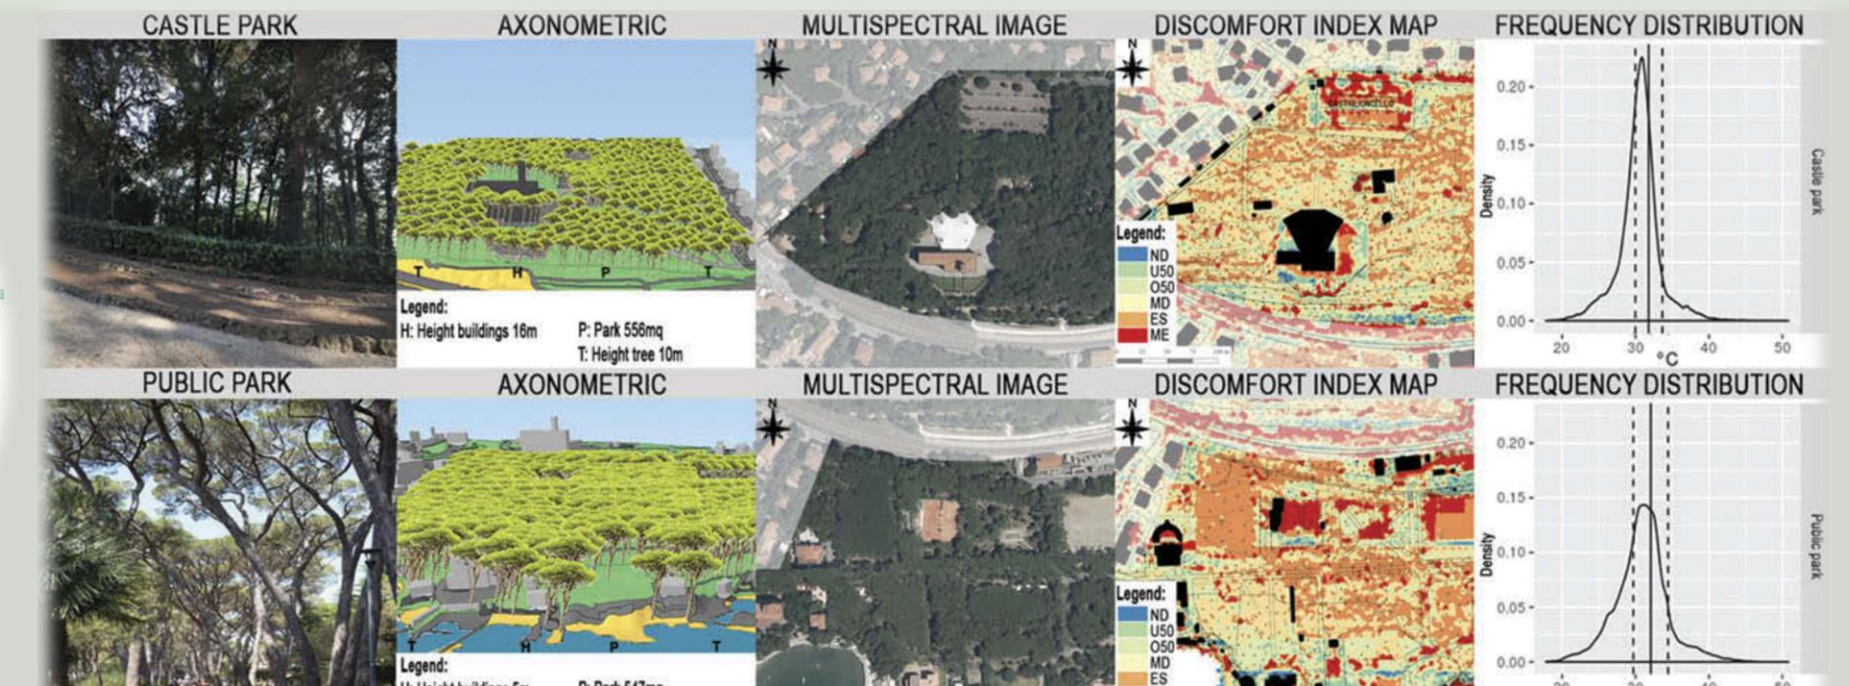 CASTLE PARK
AXONOMETRIC
MULTISPECTRAL IMAGE
DISCOMFORT INDEX MAP
FREQUENCY DISTRIBUTION
T H P T
Legend:
H: Height buildings 16m
P: Park 556mq
T: Height tree 10m
N
N
CASTIGLIONCELLO
Legend:
ND
U50
O50
MD
ES
ME
Density
0.20
0.15
0.10
0.05
0.00
20 30 40 50
°C
Castle park
PUBLIC PARK
AXONOMETRIC
MULTISPECTRAL IMAGE
DISCOMFORT INDEX MAP
FREQUENCY DISTRIBUTION
T H P T
Legend:
N
N
Legend:
ND
U50
O50
MD
ES
Density
0.20
0.15
0.10
0.05
0.00
Public park